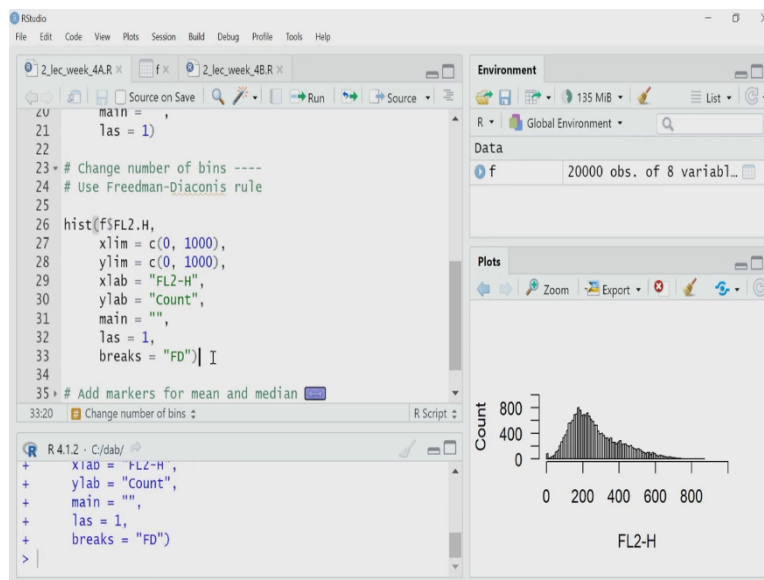 RStudio
File Edit Code View Plots Session Build Debug Profile Tools Help
2_lec_week_4A.R
f
2_lec_week_4B.R
Source on Save
Run
Source
20 main =
21 las = 1)
22
23 # Change number of bins ----
24 # Use Freedman-Diaconis rule
25
26 hist(f$FL2.H,
27 xlim = c(0, 1000),
28 ylim = c(0, 1000),
29 xlab = "FL2-H",
30 ylab = "Count",
31 main = "",
32 las = 1,
33 breaks = "FD")
34
35 # Add markers for mean and median
33:20 Change number of bins R Script
R 4.1.2 · C:/dab/
+ xlab = "FL2-H",
+ ylab = "Count",
+ main = "",
+ las = 1,
+ breaks = "FD")
>
Environment
135 MiB
List
R Global Environment
Data
f 20000 obs. of 8 variabl…
Plots
Zoom Export
Count
800
400
0
0 200 400 600 800
FL2-H